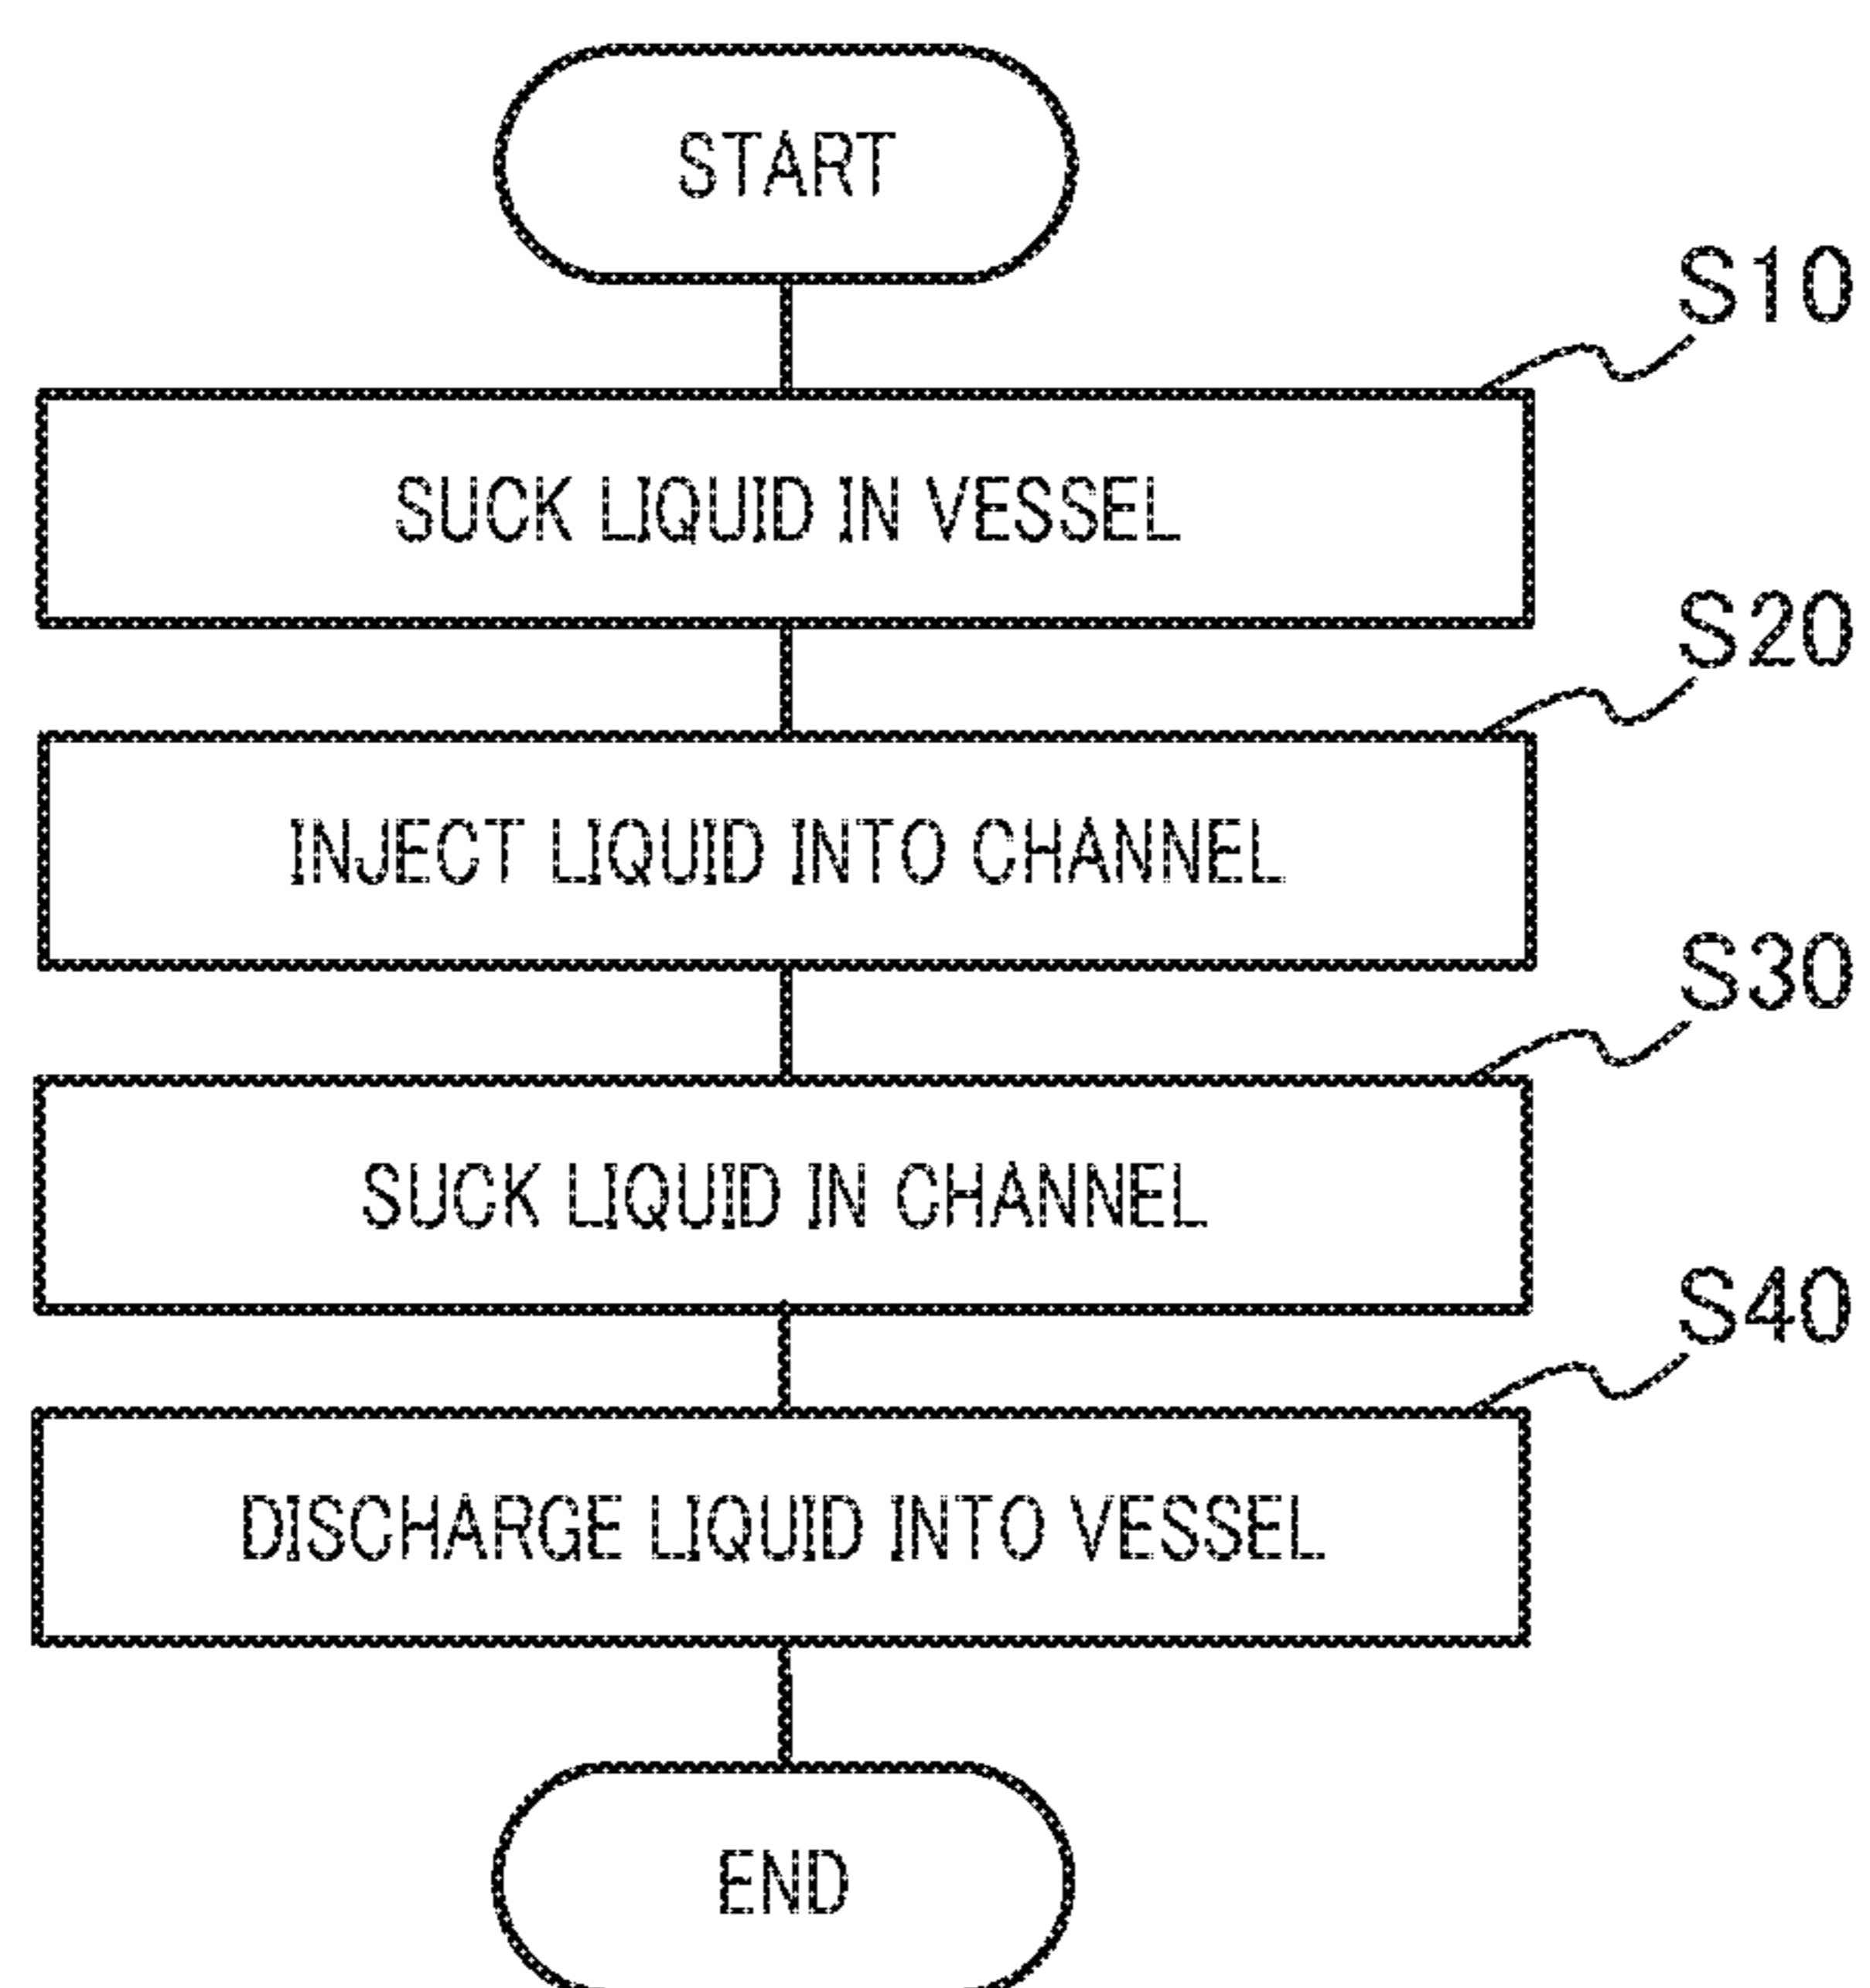 START
S10
SUCK LIQUID IN VESSEL
S20
INJECT LIQUID INTO CHANNEL
S30
SUCK LIQUID IN CHANNEL
S40
DISCHARGE LIQUID INTO VESSEL
END